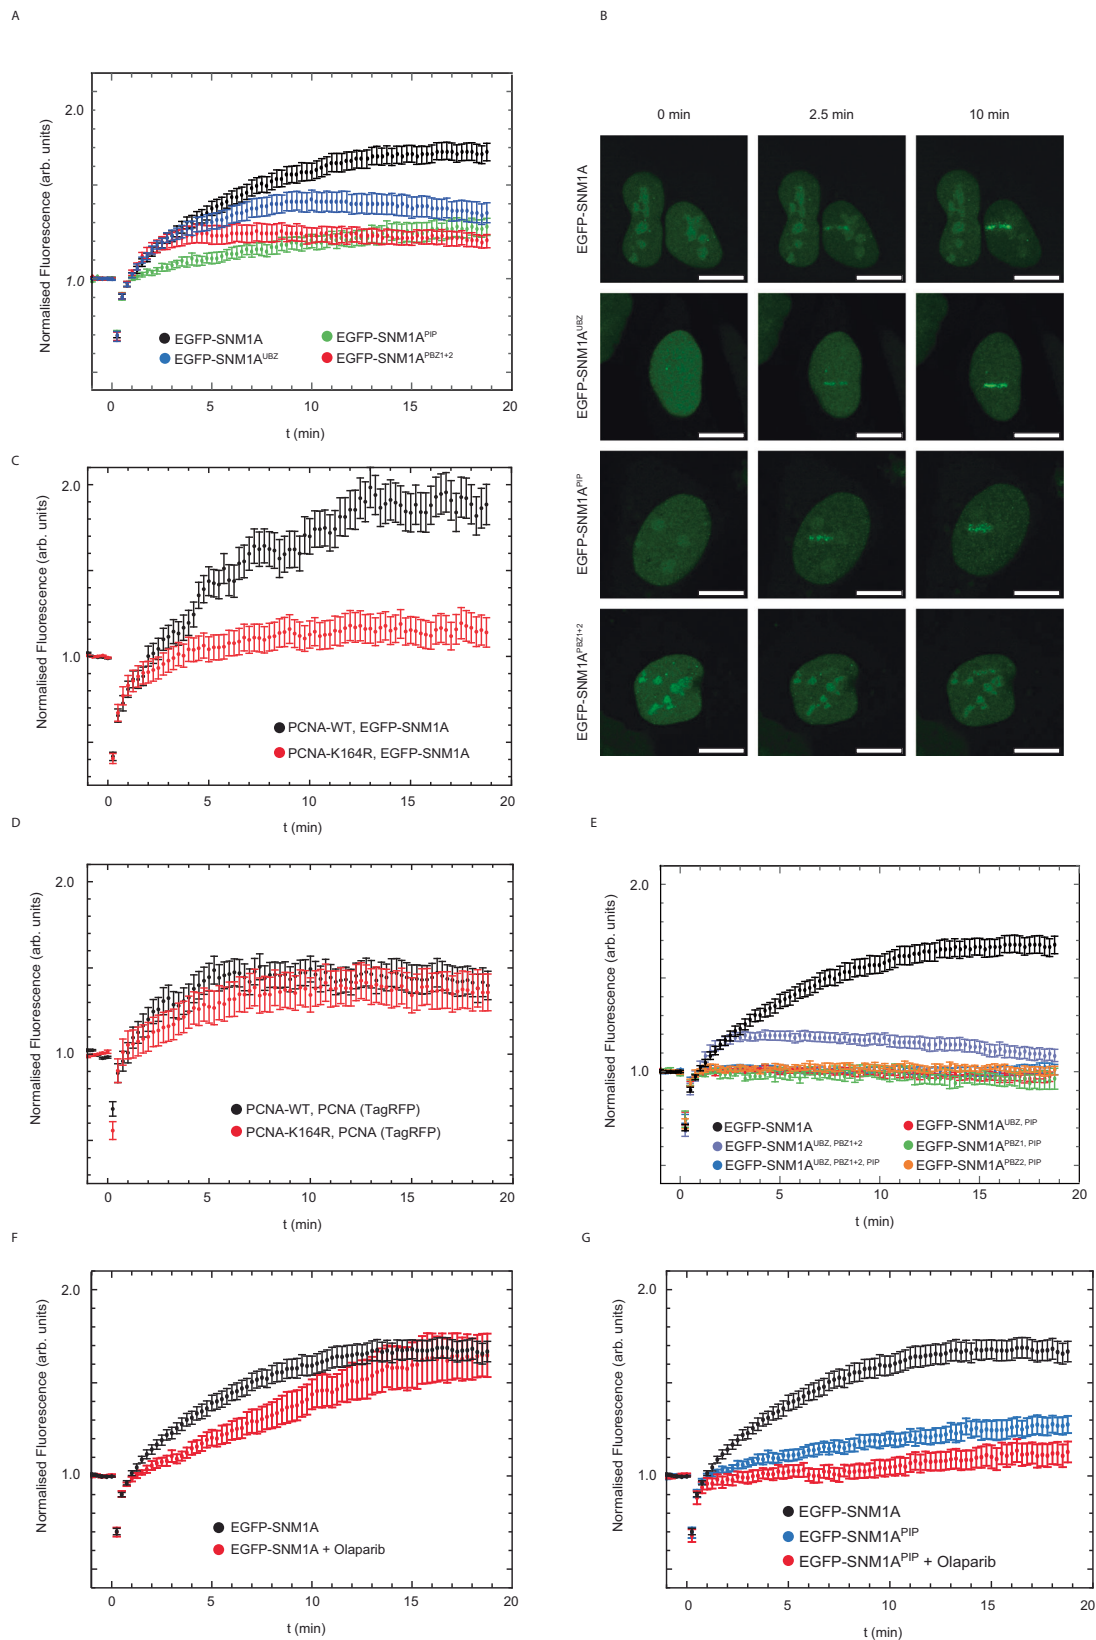 A
Normalised Fluorescence (arb. units)
2.0
1.0
EGFP-SNM1A
EGFP-SNM1A^PIP
EGFP-SNM1A^UBZ
EGFP-SNM1A^PBZ1+2
0 5 10 15 20
t (min)
B
0 min 2.5 min 10 min
EGFP-SNM1A
EGFP-SNM1A^UBZ
EGFP-SNM1A^PIP
EGFP-SNM1A^PBZ1+2
C
Normalised Fluorescence (arb. units)
2.0
1.0
PCNA-WT, EGFP-SNM1A
PCNA-K164R, EGFP-SNM1A
0 5 10 15 20
t (min)
D
Normalised Fluorescence (arb. units)
2.0
1.0
PCNA-WT, PCNA (TagRFP)
PCNA-K164R, PCNA (TagRFP)
0 5 10 15 20
t (min)
E
Normalised Fluorescence (arb. units)
2.0
1.0
EGFP-SNM1A
EGFP-SNM1A^UBZ, PIP
EGFP-SNM1A^UBZ, PBZ1+2
EGFP-SNM1A^PBZ1, PIP
EGFP-SNM1A^UBZ, PBZ1+2, PIP
EGFP-SNM1A^PBZ2, PIP
0 5 10 15 20
t (min)
F
Normalised Fluorescence (arb. units)
2.0
1.0
EGFP-SNM1A
EGFP-SNM1A + Olaparib
0 5 10 15 20
t (min)
G
Normalised Fluorescence (arb. units)
2.0
1.0
EGFP-SNM1A
EGFP-SNM1A^PIP
EGFP-SNM1A^PIP + Olaparib
0 5 10 15 20
t (min)